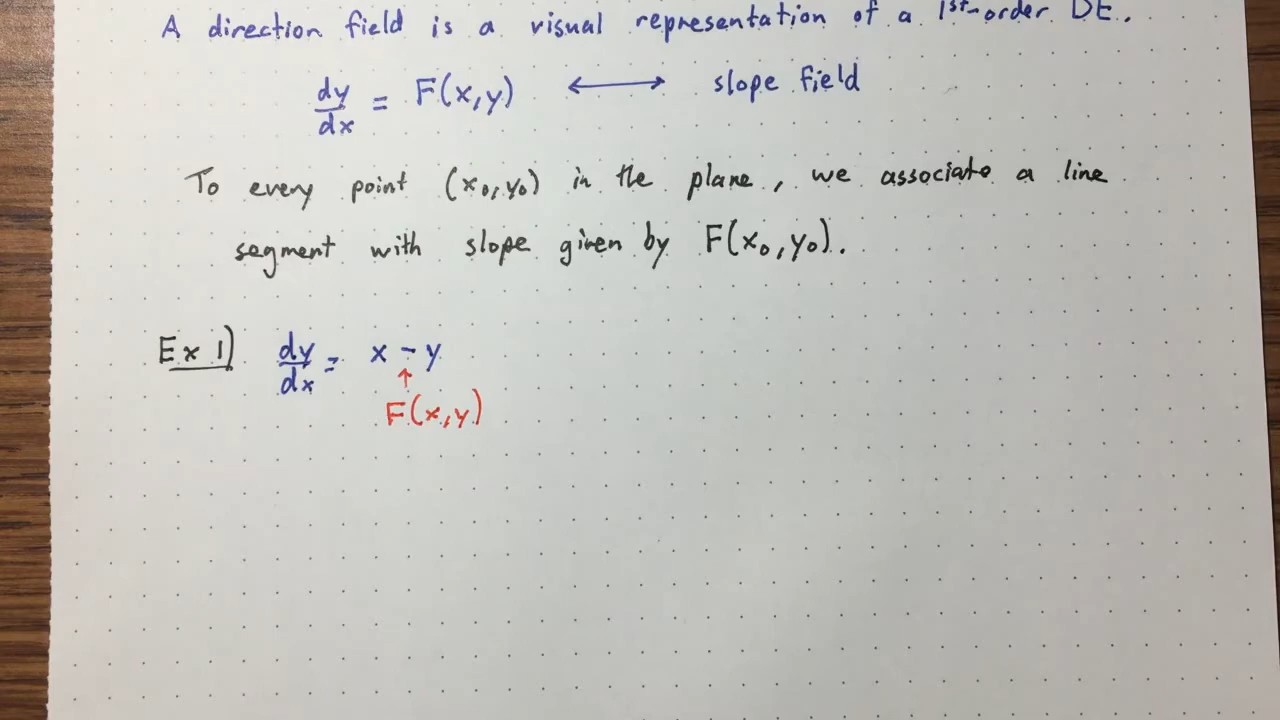 A direction field is a visual representation of a 1st-order DE.
dy/dx = F(x,y) ⟷ slope field
To every point (x₀,y₀) in the plane, we associate a line
segment with slope given by F(x₀,y₀).
Ex 1) dy/dx = x - y
↑
F(x,y)